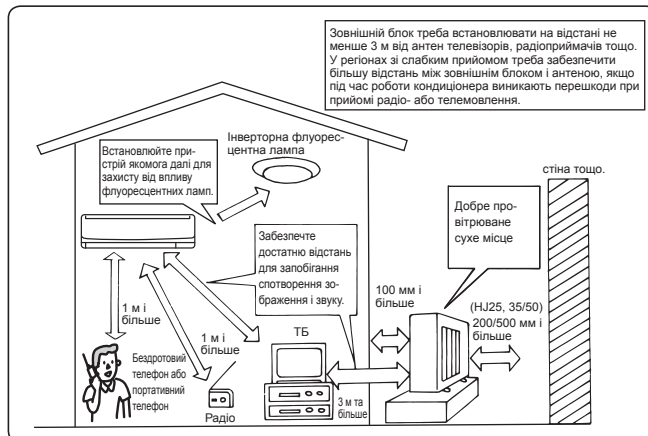 Зовнішній блок треба встановлювати на відстані не
менше 3 м від антен телевізорів, радіоприймачів тощо.
У регіонах зі слабким прийомом треба забезпечити
більшу відстань між зовнішнім блоком і антеною, якщо
під час роботи кондиціонера виникають перешкоди при
прийомі радіо- або телемовлення.
Інверторна флуорес-
центна лампа
Встановлюйте при-
стрій якомога далі для
захисту від впливу
флуоресцентних ламп.
стіна тощо.
Добре про-
вітрюване
сухе місце
Забезпечте
достатню відстань
для запобігання
спотворення зо-
браження і звуку.
100 мм і
більше
(HJ25, 35/50)
200/500 мм і
більше
1 м і
більше
1 м і
більше
ТБ
Бездротовий
телефон або
портативний
телефон
Радіо
3 м та
більше